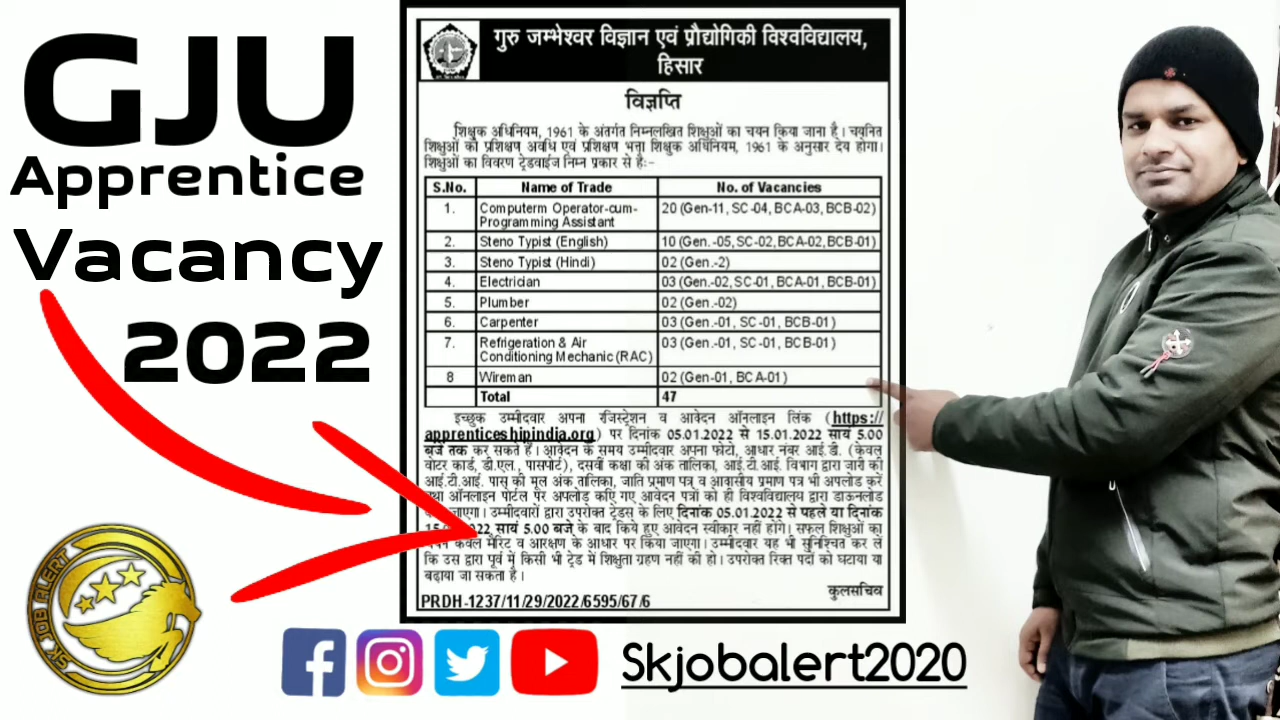 GJU
Apprentice
Vacancy
2022
गुरु जम्भेश्वर विज्ञान एवं प्रौद्योगिकी विश्वविद्यालय,
हिसार
विज्ञप्ति
शिक्षुक अधिनियम, 1961 के अंतर्गत निम्नलखित शिक्षुओं का चयन किया जाना है। चयनित
शिक्षुओं को प्रशिक्षण अवधि एवं प्रशिक्षण भत्ता शिक्षुक अधिनियम, 1961 के अनुसार देय होगा।
शिक्षुओं का विवरण ट्रेडवाईज निम्न प्रकार से है:-
S.No. Name of Trade No. of Vacancies
1. Computerm Operator-cum- 20 (Gen-11, SC-04, BCA-03, BCB-02)
Programming Assistant
2. Steno Typist (English) 10 (Gen.-05, SC-02, BCA-02, BCB-01)
3. Steno Typist (Hindi) 02 (Gen.-2)
4. Electrician 03 (Gen.-02, SC-01, BCA-01, BCB-01)
5. Plumber 02 (Gen.-02)
6. Carpenter 03 (Gen.-01, SC-01, BCB-01)
7. Refrigeration & Air 03 (Gen.-01, SC-01, BCB-01)
Conditioning Mechanic (RAC)
8 Wireman 02 (Gen-01, BCA-01)
Total 47
इच्छुक उम्मीदवार अपना रजिस्ट्रेशन व आवेदन ऑनलाइन लिंक (https://
apprenticeshipindia.org) पर दिनांक 05.01.2022 से 15.01.2022 सायं 5.00
बजे तक कर सकते हैं। आवेदन के समय उम्मीदवार अपना फोटो, आधार नंबर आई.डी. (केवल
वोटर कार्ड, डी.एल., पासपोर्ट), दसवीं कक्षा की अंक तालिका, आई.टी.आई. विभाग द्वारा जारी की
आई.टी.आई. पास की मूल अंक तालिका, जाति प्रमाण पत्र व आवासीय प्रमाण पत्र भी अपलोड करें
तथा ऑनलाइन पोर्टल पर अपलोड किए गए आवेदन पत्रों को ही विश्वविद्यालय द्वारा डाऊनलोड
जाएगा। उम्मीदवारों द्वारा उपरोक्त ट्रेडस के लिए दिनांक 05.01.2022 से पहले या दिनांक
2022 सायं 5.00 बजे के बाद किये हुए आवेदन स्वीकार नहीं होंगे। सफल शिक्षुओं का
केवल मैरिट व आरक्षण के आधार पर किया जाएगा। उम्मीदवार यह भी सुनिश्चित कर लें
कि उस द्वारा पूर्व में किसी भी ट्रेड में शिक्षुता ग्रहण नहीं की हो। उपरोक्त रिक्त पदों को घटाया या
बढ़ाया जा सकता है।
कुलसचिव
PRDH-1237/11/29/2022/6595/67/6
SK JOB ALERT
Skjobalert2020